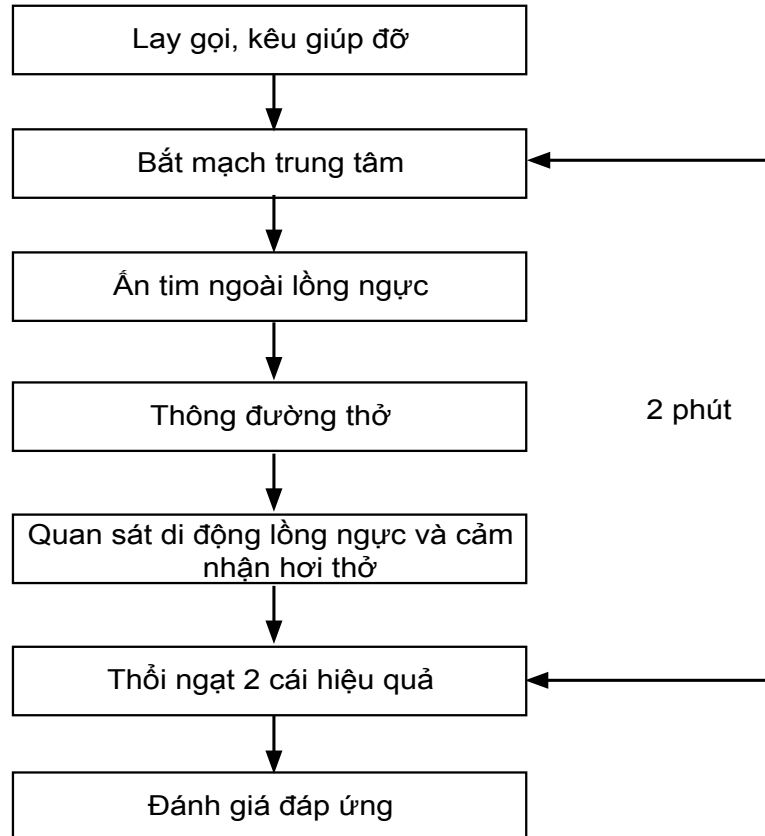 Lay gọi, kêu giúp đỡ
Bắt mạch trung tâm
Ấn tim ngoài lồng ngực
Thông đường thở
2 phút
Quan sát di động lồng ngực và cảm
nhận hơi thở
Thổi ngạt 2 cái hiệu quả
Đánh giá đáp ứng